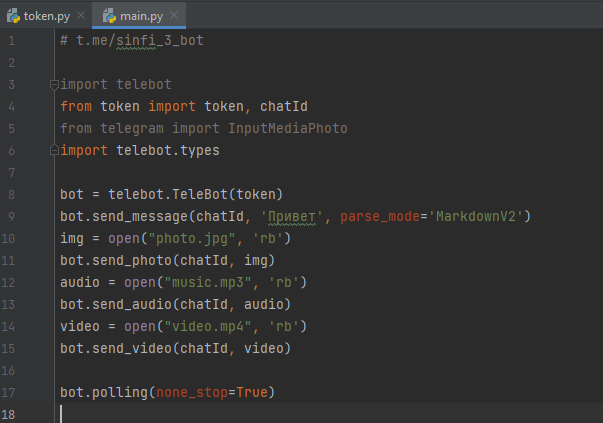 token.py main.py
1 # t.me/sinfi_3_bot
2
3 import telebot
4 from token import token, chatId
5 from telegram import InputMediaPhoto
6 import telebot.types
7
8 bot = telebot.TeleBot(token)
9 bot.send_message(chatId, 'Привет', parse_mode='MarkdownV2')
10 img = open("photo.jpg", 'rb')
11 bot.send_photo(chatId, img)
12 audio = open("music.mp3", 'rb')
13 bot.send_audio(chatId, audio)
14 video = open("video.mp4", 'rb')
15 bot.send_video(chatId, video)
16
17 bot.polling(none_stop=True)
18